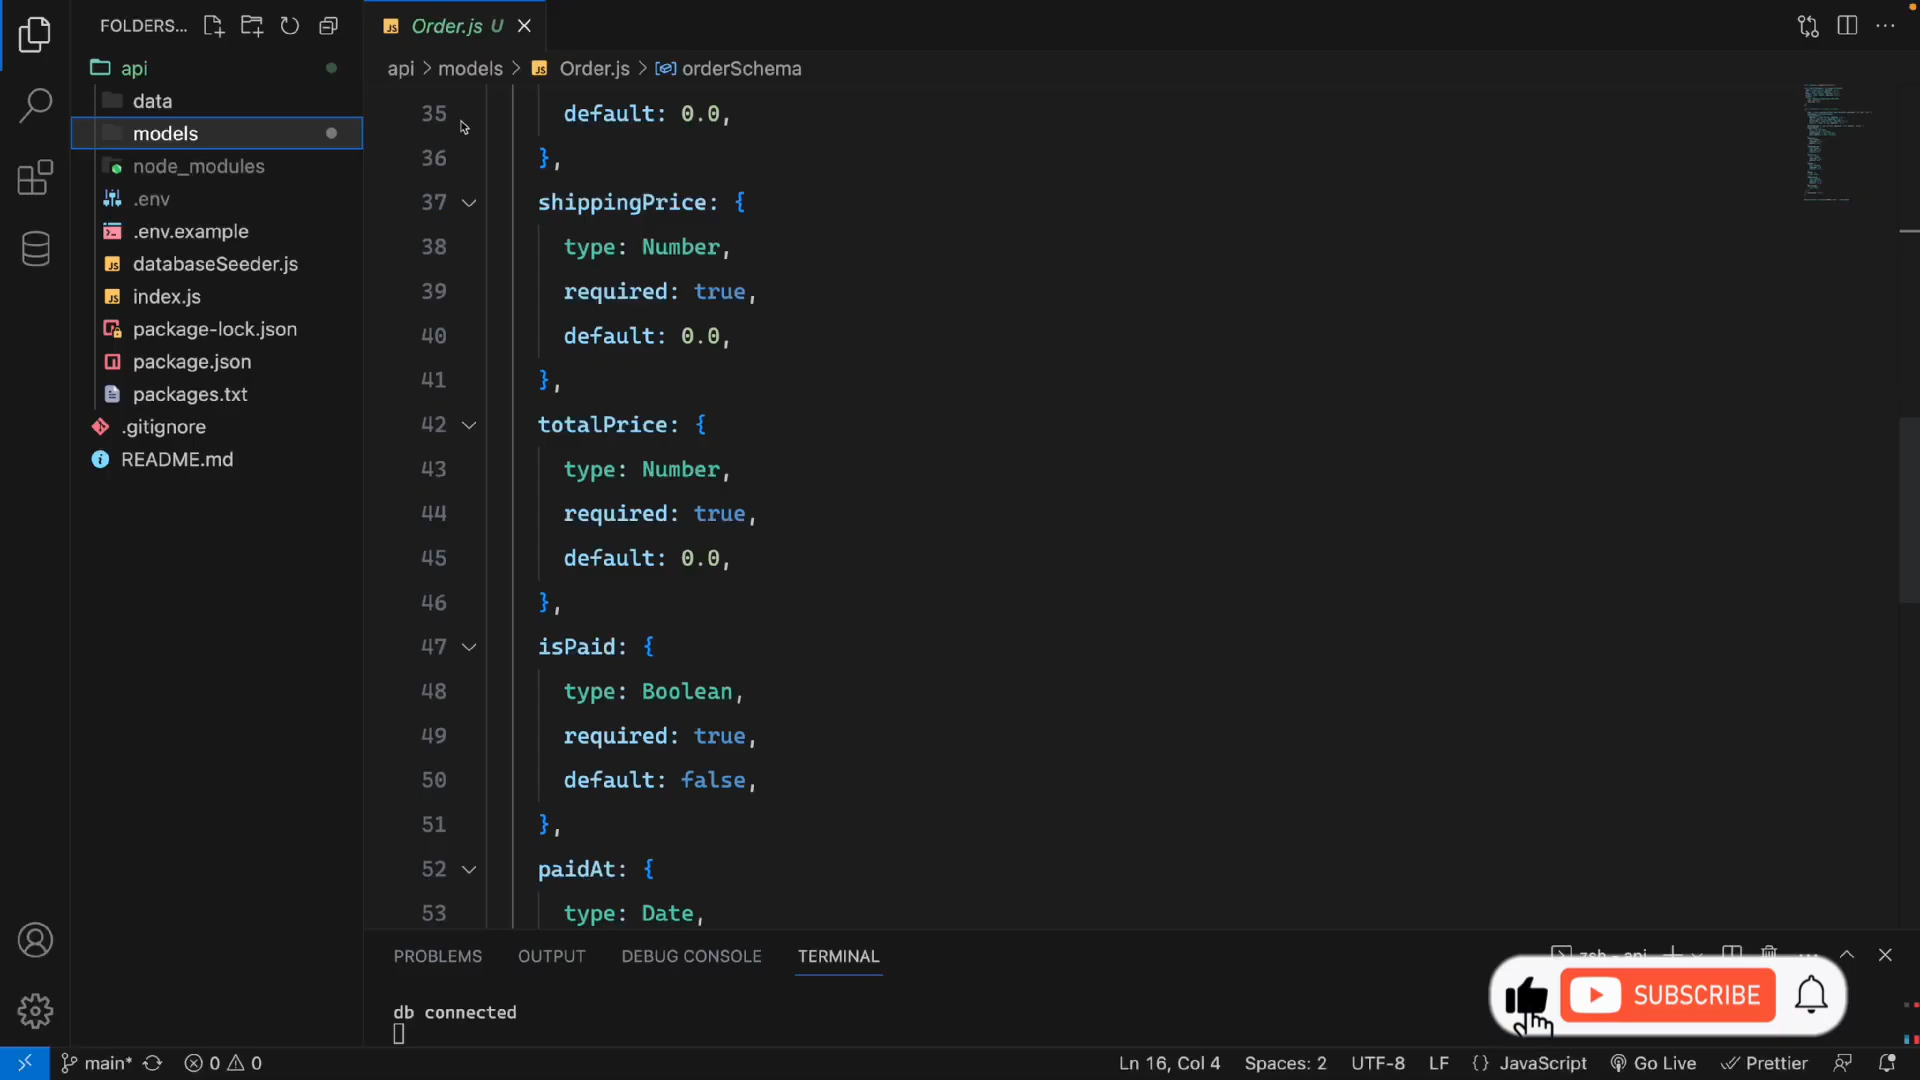 FOLDERS...
Order.js U
api
data
models
node_modules
.env
.env.example
databaseSeeder.js
index.js
package-lock.json
package.json
packages.txt
.gitignore
README.md
api > models > JS Order.js > orderSchema
35 default: 0.0,
36 },
37 shippingPrice: {
38 type: Number,
39 required: true,
40 default: 0.0,
41 },
42 totalPrice: {
43 type: Number,
44 required: true,
45 default: 0.0,
46 },
47 isPaid: {
48 type: Boolean,
49 required: true,
50 default: false,
51 },
52 paidAt: {
53 type: Date,
PROBLEMS OUTPUT DEBUG CONSOLE TERMINAL
zsh - api
db connected
SUBSCRIBE
main* 0 0 Ln 16, Col 4 Spaces: 2 UTF-8 LF {} JavaScript Go Live Prettier